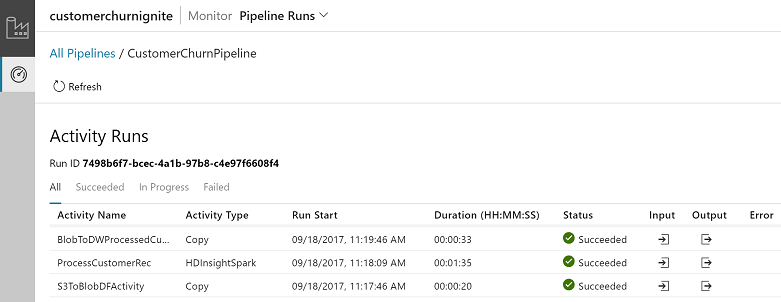 customerchurnignite Monitor Pipeline Runs
All Pipelines / CustomerChurnPipeline
Refresh
Activity Runs
Run ID 7498b6f7-bcec-4a1b-97b8-c4e97f6608f4
All Succeeded In Progress Failed
Activity Name Activity Type Run Start Duration (HH:MM:SS) Status Input Output Error
BlobToDWProcessedCu... Copy 09/18/2017, 11:19:46 AM 00:00:33 Succeeded
ProcessCustomerRec HDInsightSpark 09/18/2017, 11:18:09 AM 00:01:35 Succeeded
S3ToBlobDFActivity Copy 09/18/2017, 11:17:46 AM 00:00:20 Succeeded